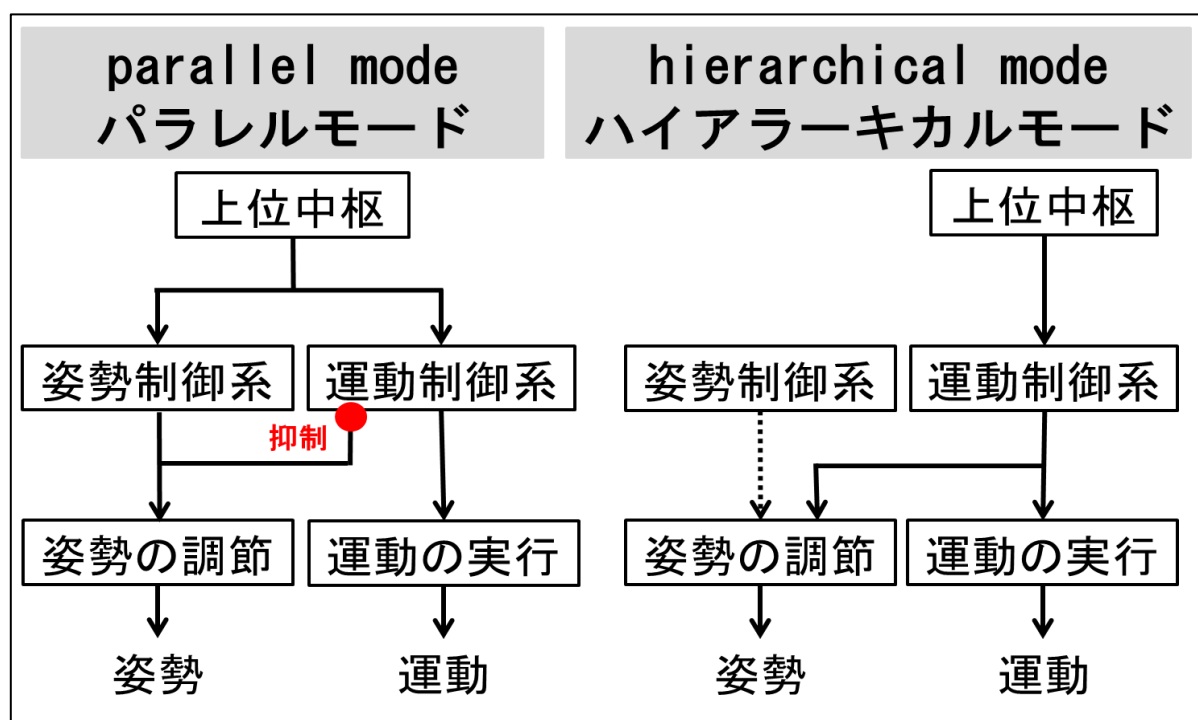 parallel mode
パラレルモード
上位中枢
姿勢制御系
運動制御系
抑制
姿勢の調節
運動の実行
姿勢
運動
hierarchical mode
ハイアラーキカルモード
上位中枢
姿勢制御系
運動制御系
姿勢の調節
運動の実行
姿勢
運動